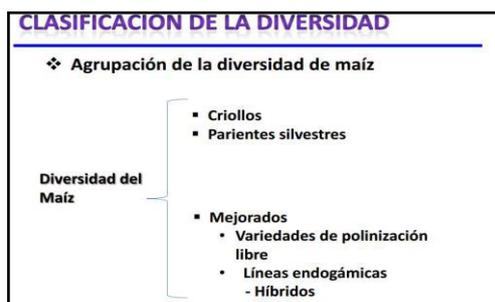 CLASIFICACIÓN DE LA DIVERSIDAD
❖ Agrupación de la diversidad de maíz
▪ Criollos
▪ Parientes silvestres
Diversidad del
Maíz
▪ Mejorados
• Variedades de polinización
libre
• Líneas endogámicas
- Híbridos